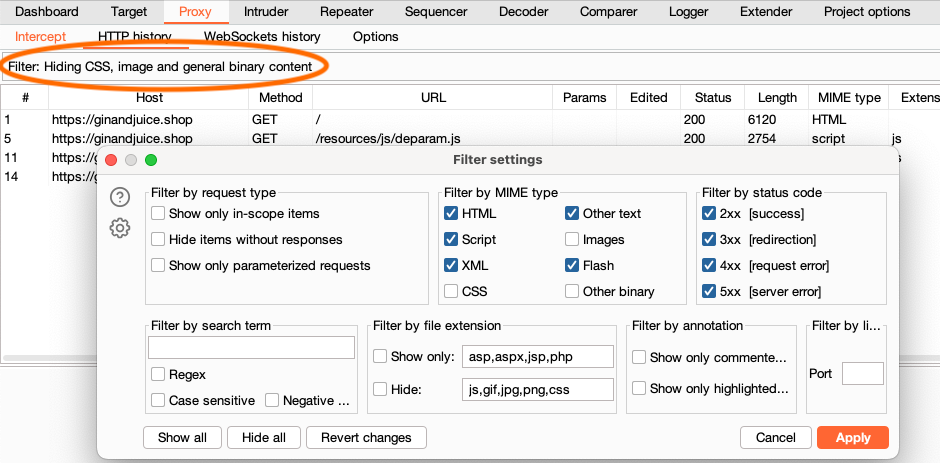 Dashboard Target Proxy Intruder Repeater Sequencer Decoder Comparer Logger Extender Project options
Intercept HTTP history WebSockets history Options
Filter: Hiding CSS, image and general binary content
# Host Method URL Params Edited Status Length MIME type Extens
1 https://ginandjuice.shop GET / 200 6120 HTML
5 https://ginandjuice.shop GET /resources/js/deparam.js 200 2754 script js
11 https://g
14 https://g
Filter settings
Filter by request type
Show only in-scope items
Hide items without responses
Show only parameterized requests
Filter by MIME type
HTML Other text
Script Images
XML Flash
CSS Other binary
Filter by status code
2xx [success]
3xx [redirection]
4xx [request error]
5xx [server error]
Filter by search term
Regex
Case sensitive Negative ...
Filter by file extension
Show only: asp,aspx,jsp,php
Hide: js,gif,jpg,png,css
Filter by annotation
Show only commente...
Show only highlighted...
Filter by li...
Port
Show all Hide all Revert changes Cancel Apply